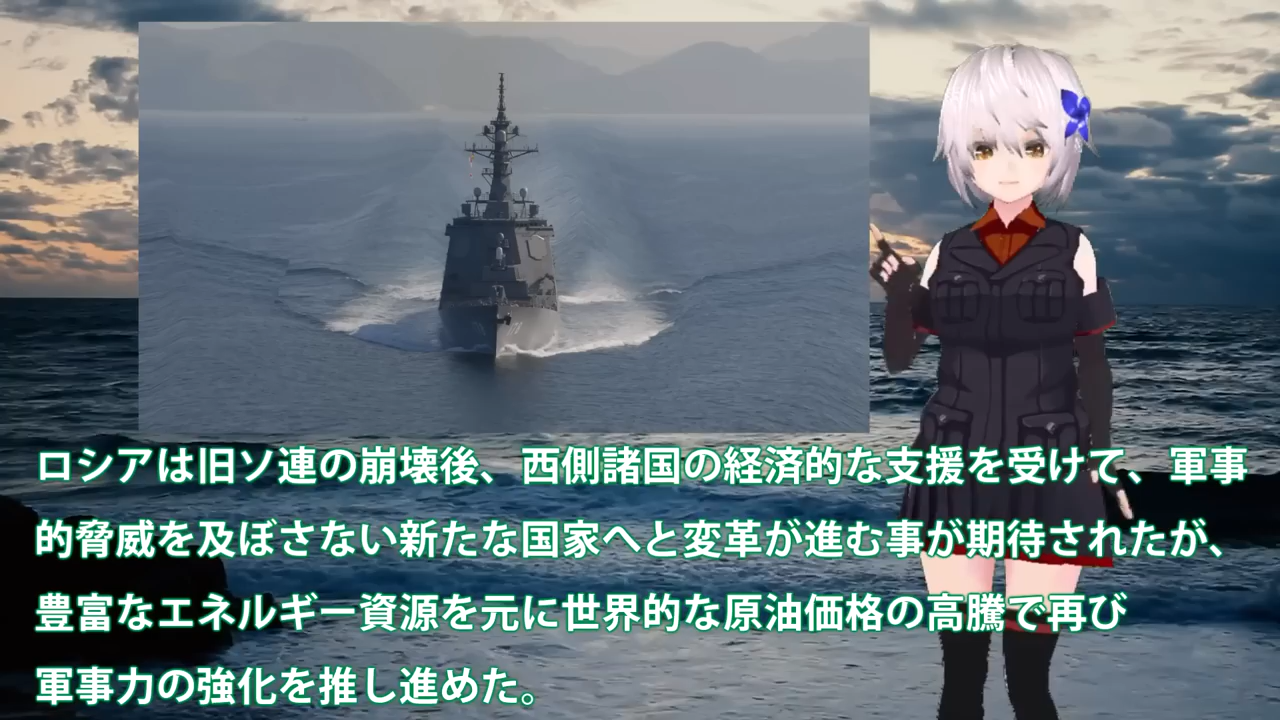 ロシアは旧ソ連の崩壊後、西側諸国の経済的な支援を受けて、軍事
的脅威を及ぼさない新たな国家へと変革が進む事が期待されたが、
豊富なエネルギー資源を元に世界的な原油価格の高騰で再び
軍事力の強化を推し進めた。